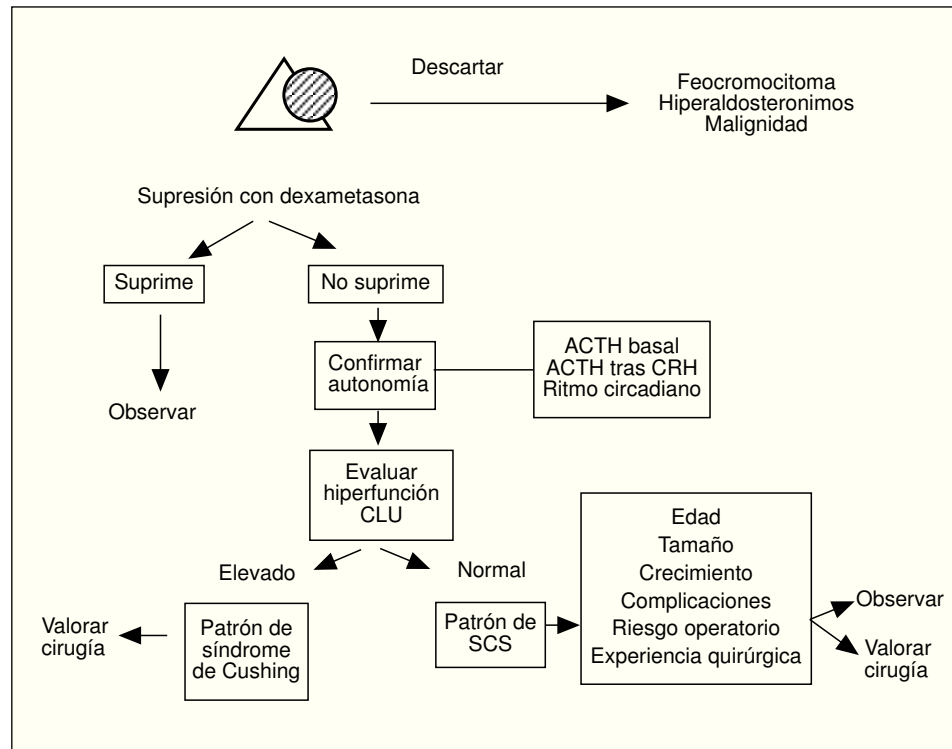 Descartar
Feocromocitoma
Hiperaldosteronimos
Malignidad
Supresión con dexametasona
Suprime
No suprime
Observar
Confirmar
autonomía
ACTH basal
ACTH tras CRH
Ritmo circadiano
Evaluar
hiperfunción
CLU
Elevado
Normal
Valorar
cirugía
Patrón de
síndrome
de Cushing
Patrón de
SCS
Edad
Tamaño
Crecimiento
Complicaciones
Riesgo operatorio
Experiencia quirúrgica
Observar
Valorar
cirugía